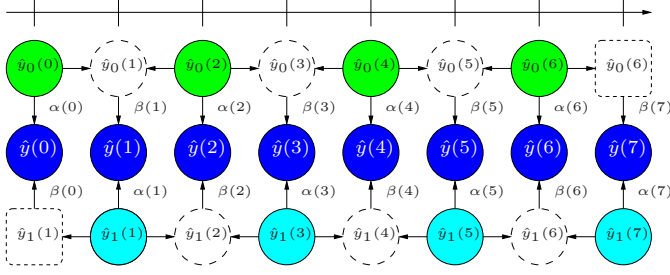 ŷ₀(0) ŷ₀(1) ŷ₀(2) ŷ₀(3) ŷ₀(4) ŷ₀(5) ŷ₀(6) ŷ₀(6)
α(0) β(1) α(2) β(3) α(4) β(5) α(6) β(7)
ŷ(0) ŷ(1) ŷ(2) ŷ(3) ŷ(4) ŷ(5) ŷ(6) ŷ(7)
β(0) α(1) β(2) α(3) β(4) α(5) β(6) α(7)
ŷ₁(1) ŷ₁(1) ŷ₁(2) ŷ₁(3) ŷ₁(4) ŷ₁(5) ŷ₁(6) ŷ₁(7)